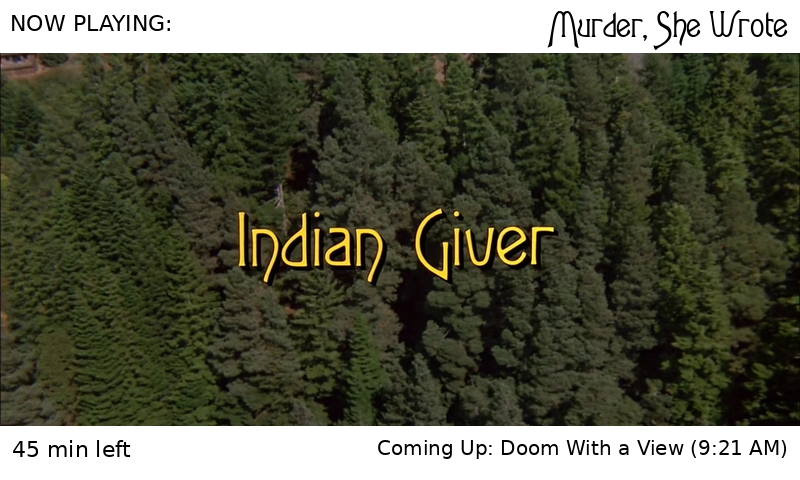 NOW PLAYING:
Murder, She Wrote
Indian Giver
45 min left
Coming Up: Doom With a View (9:21 AM)